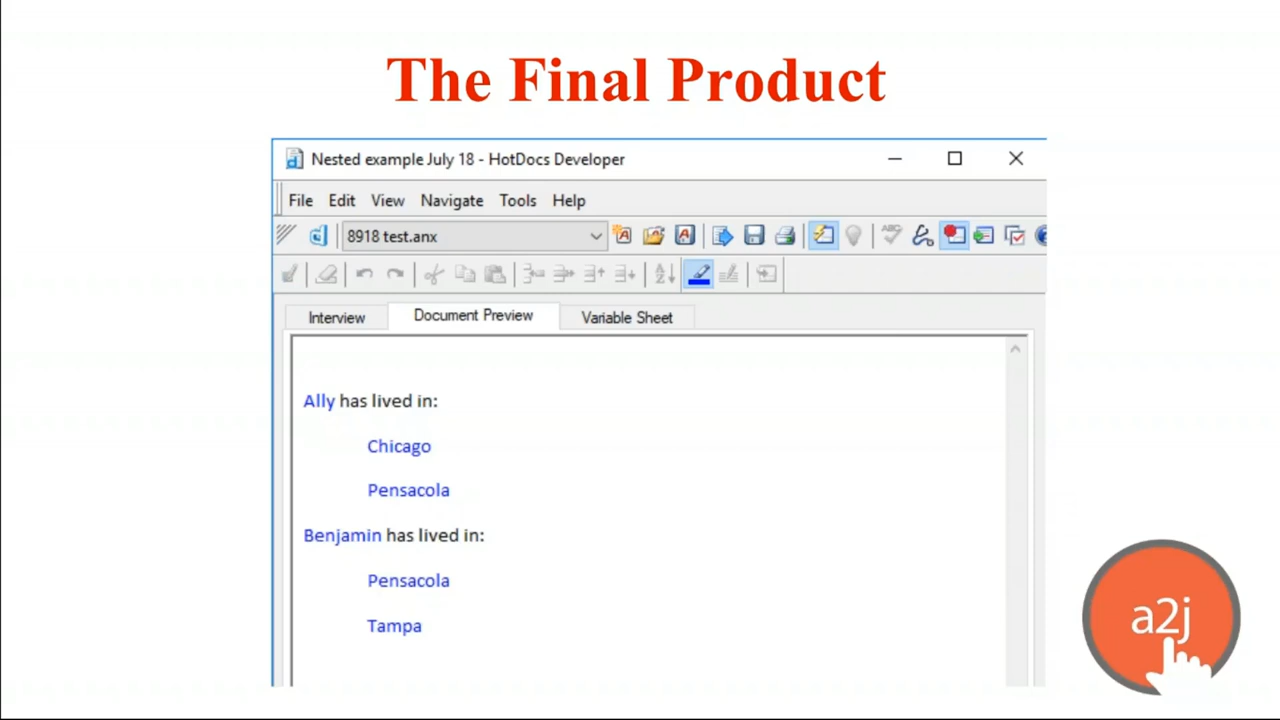 The Final Product
Nested example July 18 - HotDocs Developer
File Edit View Navigate Tools Help
8918 test.anx
Interview Document Preview Variable Sheet
Ally has lived in:
Chicago
Pensacola
Benjamin has lived in:
Pensacola
Tampa
a2j